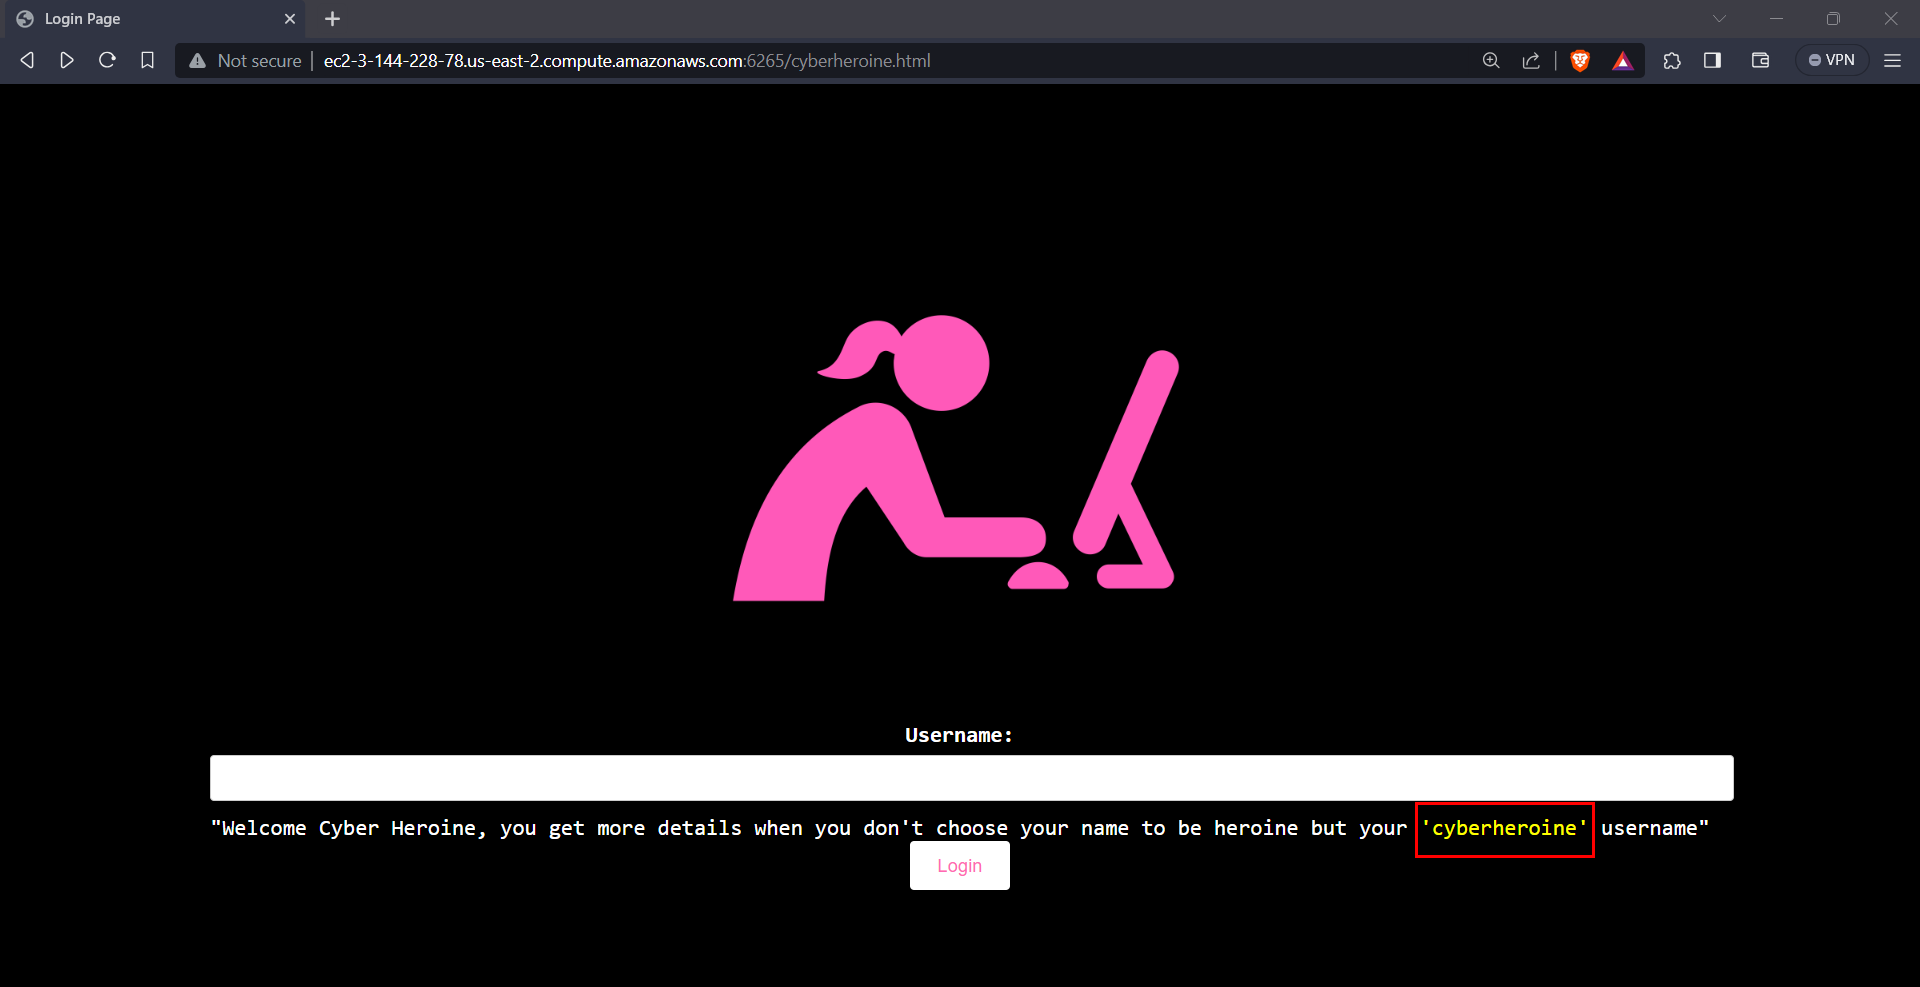 Login Page
Not secure
ec2-3-144-228-78.us-east-2.compute.amazonaws.com:6265/cyberheroine.html
VPN
Username:
"Welcome Cyber Heroine, you get more details when you don't choose your name to be heroine but your 'cyberheroine' username"
Login